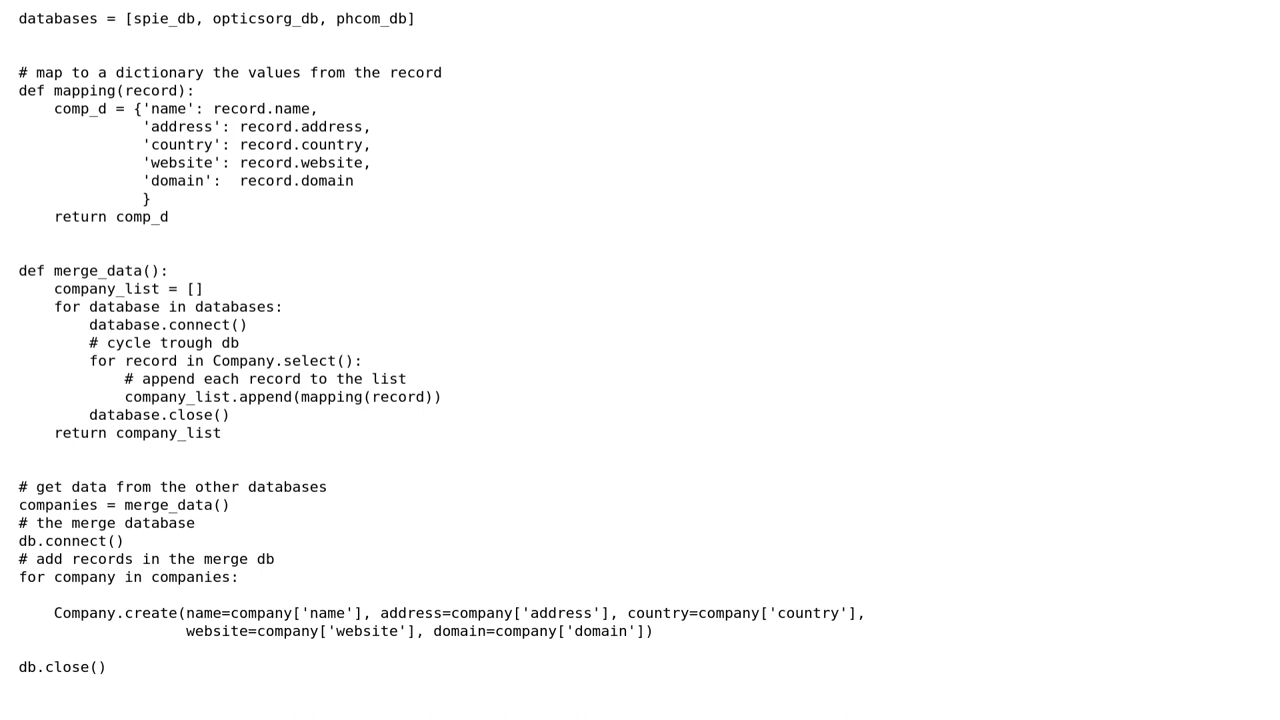 databases = [spie_db, opticsorg_db, phcom_db]
# map to a dictionary the values from the record
def mapping(record):
    comp_d = {'name': record.name,
              'address': record.address,
              'country': record.country,
              'website': record.website,
              'domain':  record.domain
              }
    return comp_d
def merge_data():
    company_list = []
    for database in databases:
        database.connect()
        # cycle trough db
        for record in Company.select():
            # append each record to the list
            company_list.append(mapping(record))
        database.close()
    return company_list
# get data from the other databases
companies = merge_data()
# the merge database
db.connect()
# add records in the merge db
for company in companies:
    Company.create(name=company['name'], address=company['address'], country=company['country'],
                   website=company['website'], domain=company['domain'])
db.close()